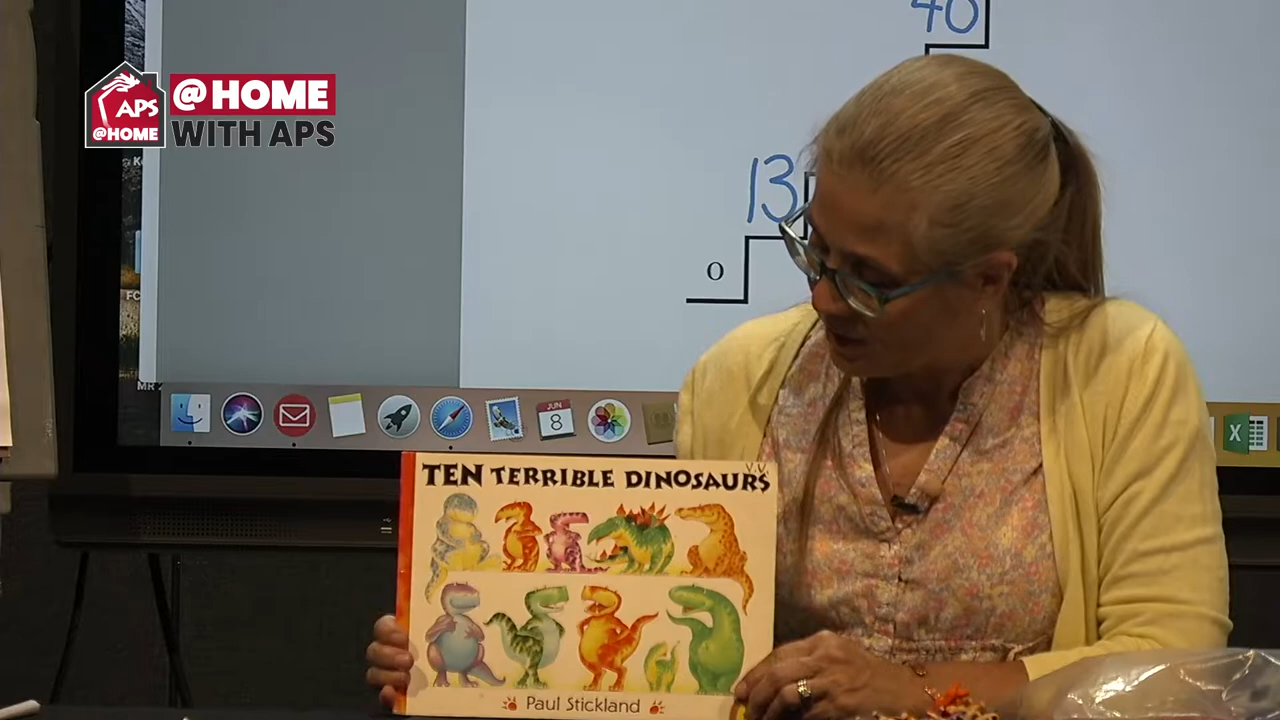 40
APS
@HOME
@HOME
WITH APS
13
0
JUN
8
X
TEN TERRIBLE DINOSAURS
Paul Stickland